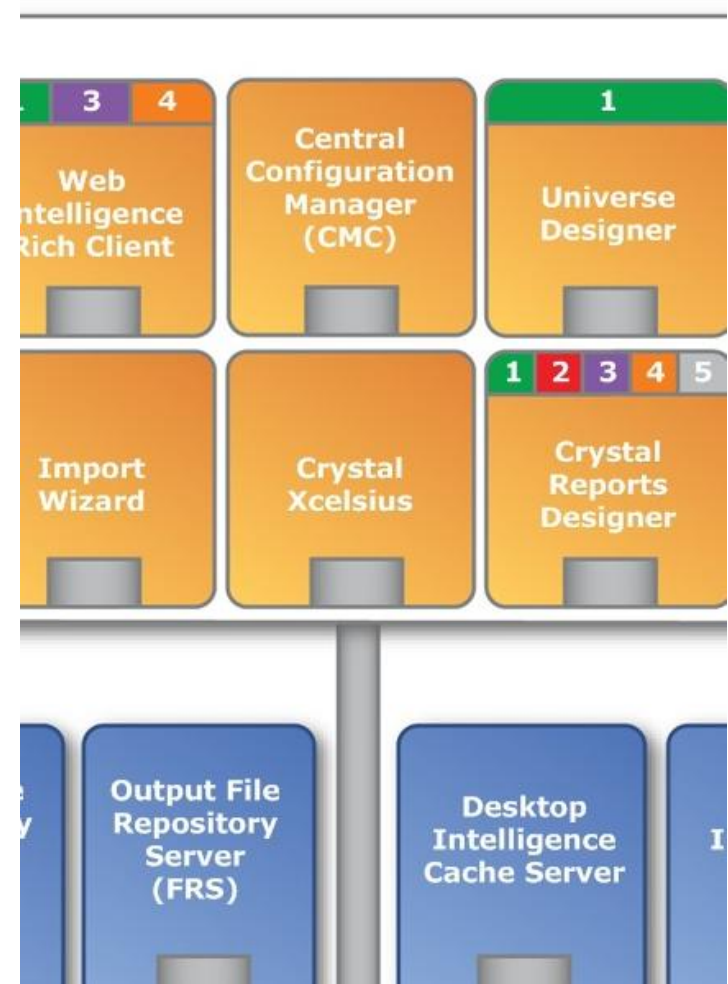 3 4
Web
ntelligence
Rich Client
Central
Configuration
Manager
(CMC)
1
Universe
Designer
Import
Wizard
Crystal
Xcelsius
1 2 3 4 5
Crystal
Reports
Designer
y
Output File
Repository
Server
(FRS)
Desktop
Intelligence
Cache Server
I